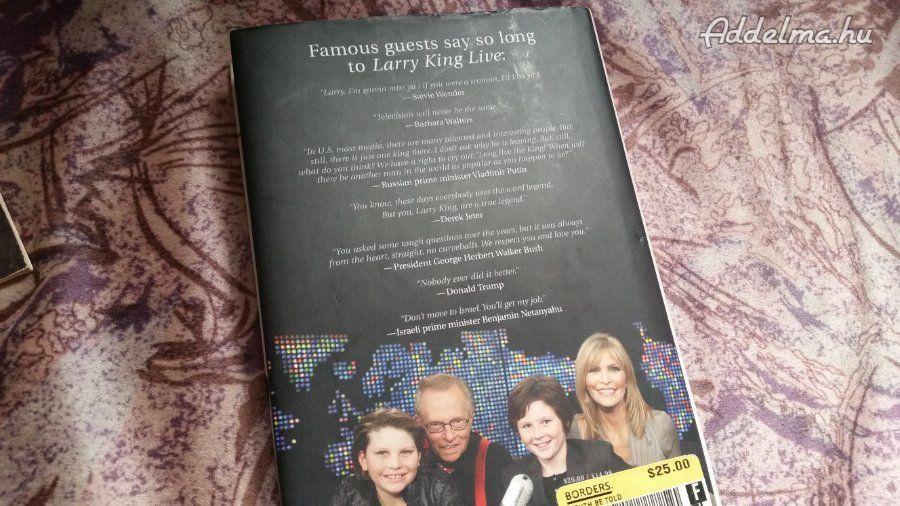 Addelma.hu
Famous guests say so long
to Larry King Live:
"Larry, I'm gonna miss ya! If you were a woman, I'd kiss ya!"
—Stevie Wonder
"Television will never be the same."
—Barbara Walters
"In U.S. mass media, there are many talented and interesting people. But,
still, there is just one king there. I don't ask why he is leaving. But, still,
what do you think? We have a right to cry out: 'Long live the King!' When will
there be another man in the world as popular as you happen to be?"
—Russian prime minister Vladimir Putin
"You know, these days everybody uses the word legend.
But you, Larry King, are a true legend."
—Derek Jeter
"You asked some tough questions over the years, but it was always
from the heart, straight, no curveballs. We respect you and love you."
—President George Herbert Walker Bush
"Nobody ever did it better."
—Donald Trump
"Don't move to Israel. You'll get my job."
—Israeli prime minister Benjamin Netanyahu
$25.00
BORDERS.
TH BE TOLD
F